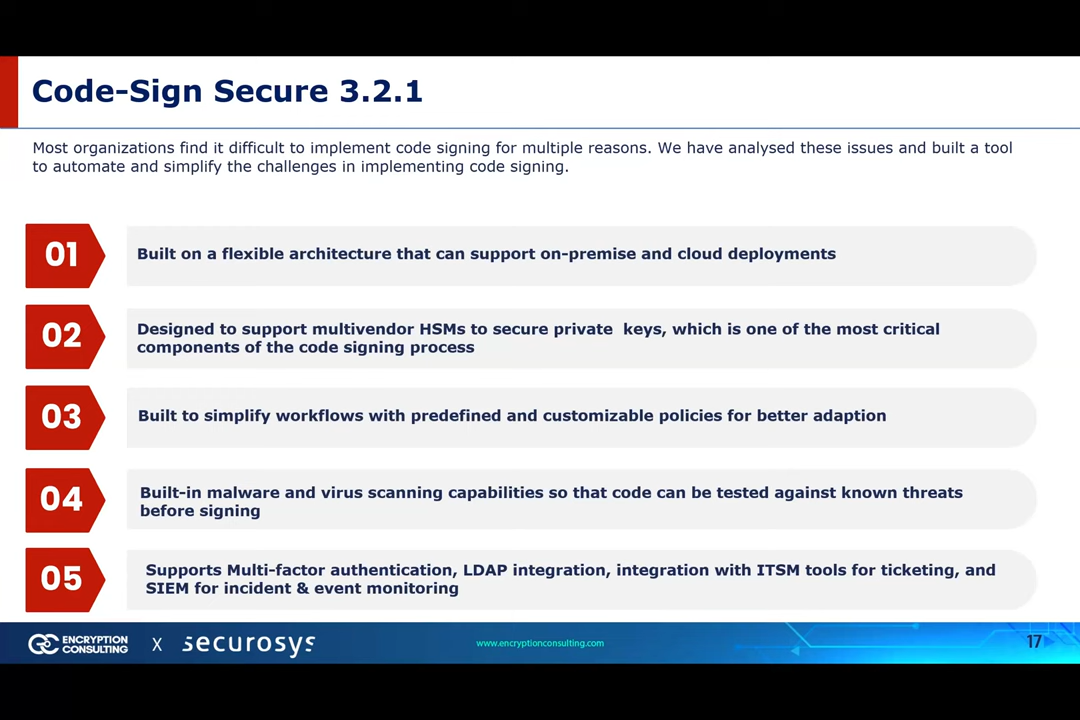 Code-Sign Secure 3.2.1
Most organizations find it difficult to implement code signing for multiple reasons. We have analysed these issues and built a tool
to automate and simplify the challenges in implementing code signing.
01
Built on a flexible architecture that can support on-premise and cloud deployments
02
Designed to support multivendor HSMs to secure private keys, which is one of the most critical
components of the code signing process
03
Built to simplify workflows with predefined and customizable policies for better adaption
04
Built-in malware and virus scanning capabilities so that code can be tested against known threats
before signing
05
Supports Multi-factor authentication, LDAP integration, integration with ITSM tools for ticketing, and
SIEM for incident & event monitoring
ENCRYPTION
CONSULTING
X
securosys
www.encryptionconsulting.com
17